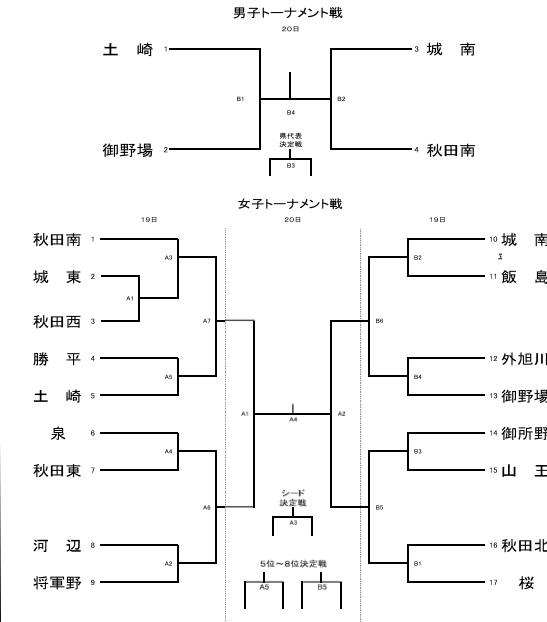 男子トーナメント戦
20日
土　崎 1
3 城　南
B1
B4
B2
県代表
決定戦
御野場 2
4 秋田南
B3
女子トーナメント戦
19日
20日
19日
秋田南 1
10 城　南
A3
B2
城　東 2
11 飯　島
A1
秋田西 3
A7
B6
勝　平 4
12 外旭川
A5
B4
土　崎 5
13 御野場
A1
A4
A2
泉 6
14 御所野
A4
B3
秋田東 7
15 山　王
シード
決定戦
A6
B5
A3
河　辺 8
16 秋田北
A2
B1
5位～8位決定戦
将軍野 9
A5
B5
17 桜